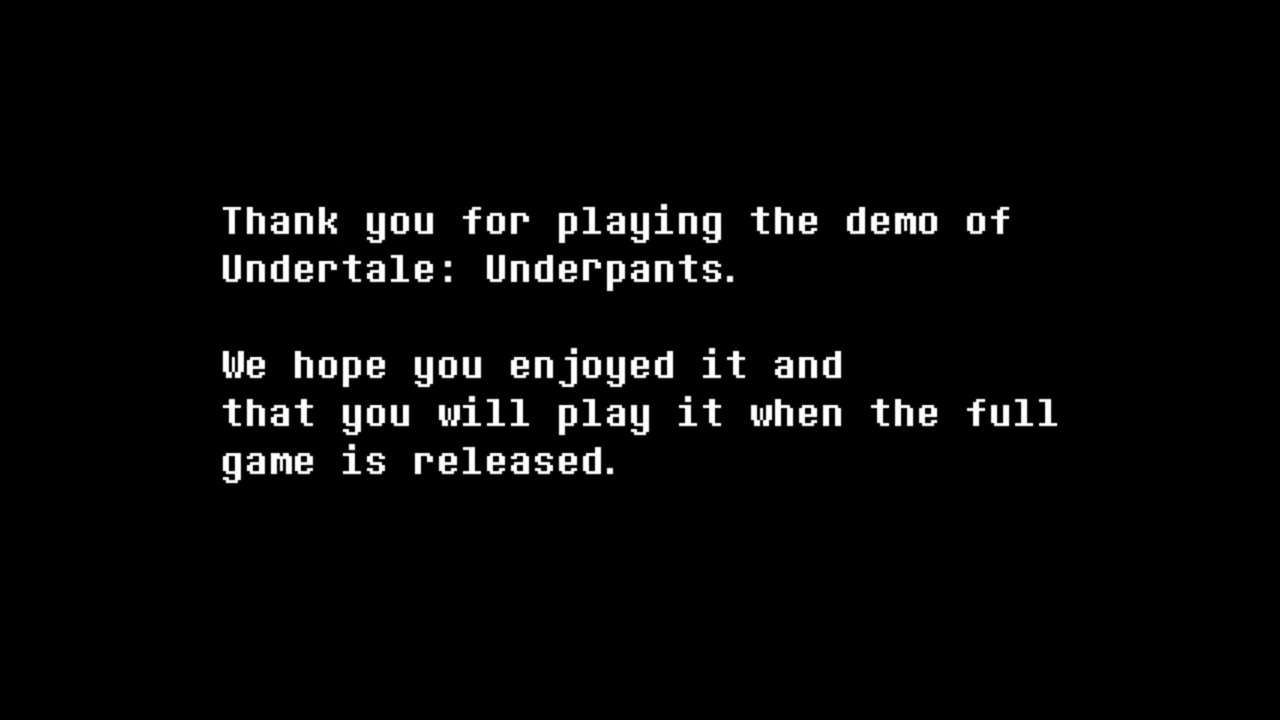 Thank you for playing the demo of
Undertale: Underpants.
We hope you enjoyed it and
that you will play it when the full
game is released.